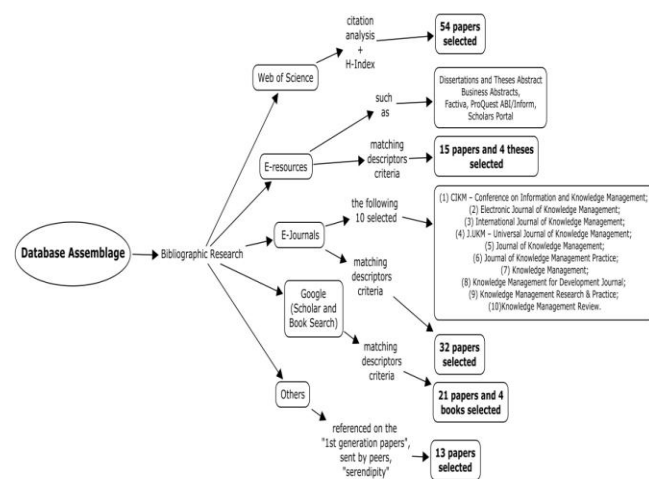 citation
analysis
+
H-Index
54 papers
selected
Web of Science
Dissertations and Theses Abstract
Business Abstracts,
Factiva, ProQuest ABI/Inform,
Scholars Portal
such
as
E-resources
matching
descriptors
criteria
15 papers and 4 theses
selected
the following
10 selected
(1) CIKM – Conference on Information and Knowledge Management;
(2) Electronic Journal of Knowledge Management;
(3) International Journal of Knowledge Management;
(4) J.UKM – Universal Journal of Knowledge Management;
(5) Journal of Knowledge Management;
(6) Journal of Knowledge Management Practice;
(7) Knowledge Management;
(8) Knowledge Management for Development Journal;
(9) Knowledge Management Research & Practice;
(10)Knowledge Management Review.
E-Journals
Database Assemblage
Bibliographic Research
matching
descriptors
criteria
32 papers
selected
Google
(Scholar and
Book Search)
matching
descriptors
criteria
21 papers and 4
books selected
Others
referenced on the
"1st generation papers",
sent by peers,
"serendipity"
13 papers
selected